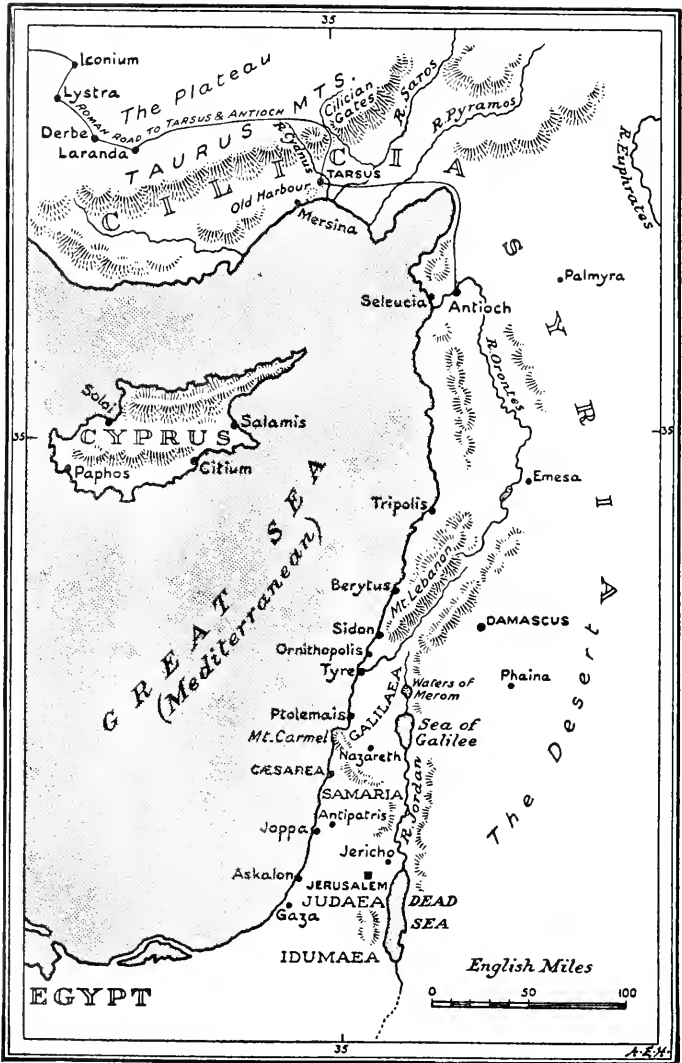 35
Iconium
The Plateau
Lystra
ROMAN ROAD TO TARSUS & ANTIOCH
Derbe
Laranda
TAURUS MTS.
Cilician
Gates
R. Saros
R. Pyramos
R. Cydnus
CILICIA
TARSUS
Old Harbour
Mersina
R. Euphrates
SYRIA
Palmyra
Seleucia
Antioch
R. Orontes
Soloi
Salamis
35
CYPRUS
35
Paphos
Citium
Emesa
Tripolis
GREAT SEA
(Mediterranean)
Berytus
Mt Lebanon
Sidon
DAMASCUS
Ornithopolis
Tyre
Waters of
Merom
Phaina
GALILAEA
Ptolemais
Sea of
Galilee
Mt. Carmel
Nazareth
CÆSAREA
The Desert
SAMARIA
R. Jordan
Antipatris
Joppa
Jericho
Askalon
JERUSALEM
JUDAEA
DEAD
SEA
Gaza
IDUMAEA
English Miles
0 50 100
EGYPT
35
A.E.M.